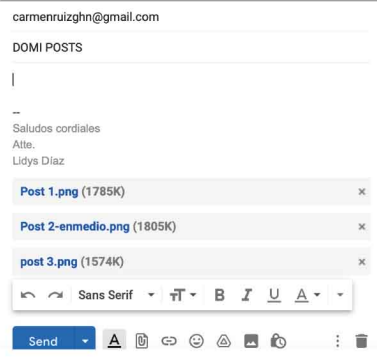 carmenruizghn@gmail.com
DOMI POSTS
--
Saludos cordiales
Atte.
Lidys Díaz
Post 1.png (1785K)
Post 2-enmedio.png (1805K)
post 3.png (1574K)
Sans Serif
B I U A
Send A